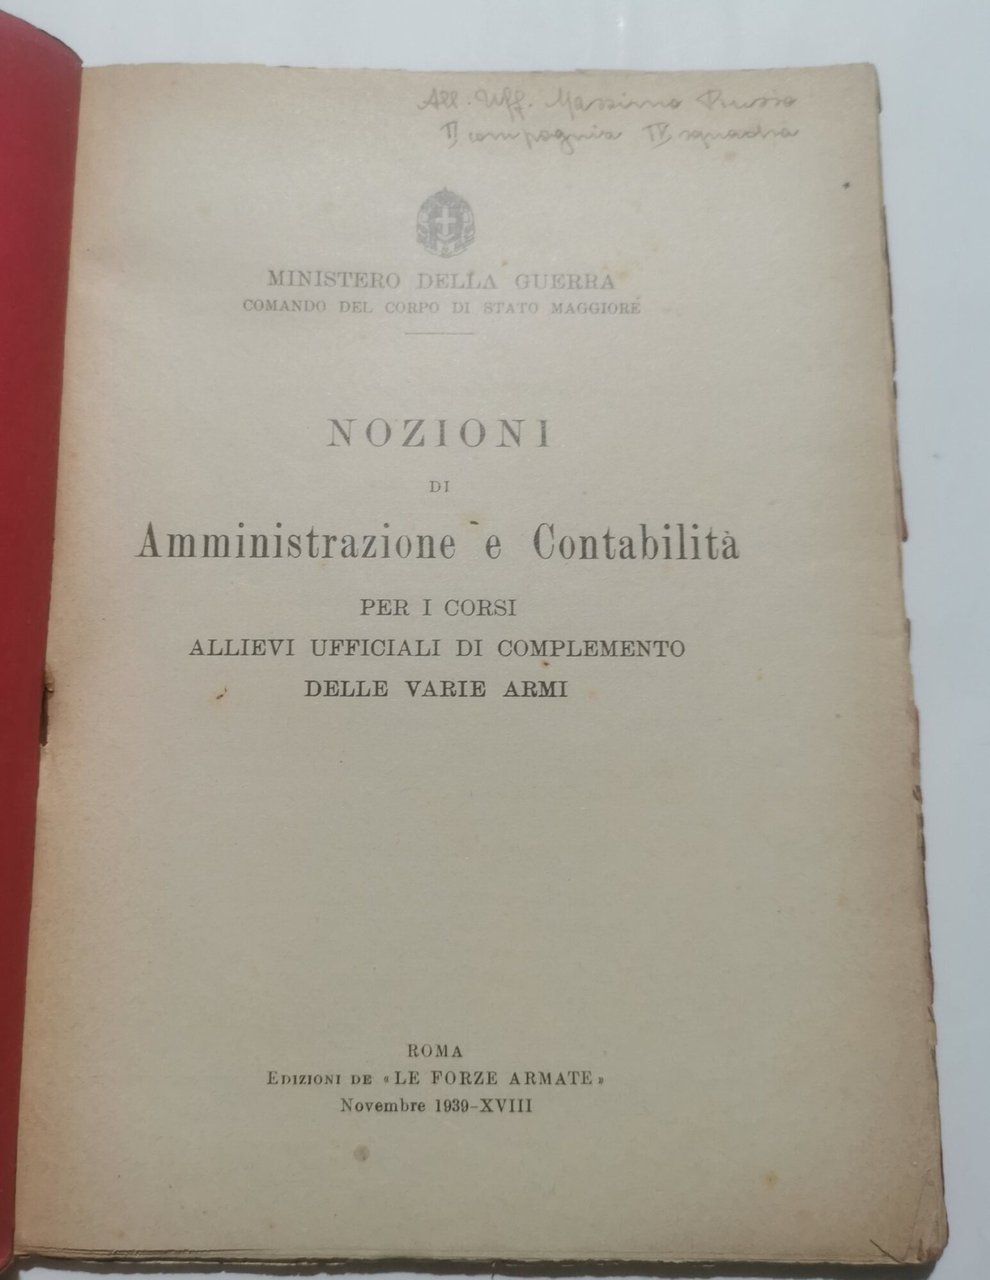 All. Uff. Massimo
II compagnia IV squadra
MINISTERO DELLA GUERRA
COMANDO DEL CORPO DI STATO MAGGIORE
NOZIONI
DI
Amministrazione e Contabilità
PER I CORSI
ALLIEVI UFFICIALI DI COMPLEMENTO
DELLE VARIE ARMI
ROMA
EDIZIONI DE «LE FORZE ARMATE»
Novembre 1939-XVIII